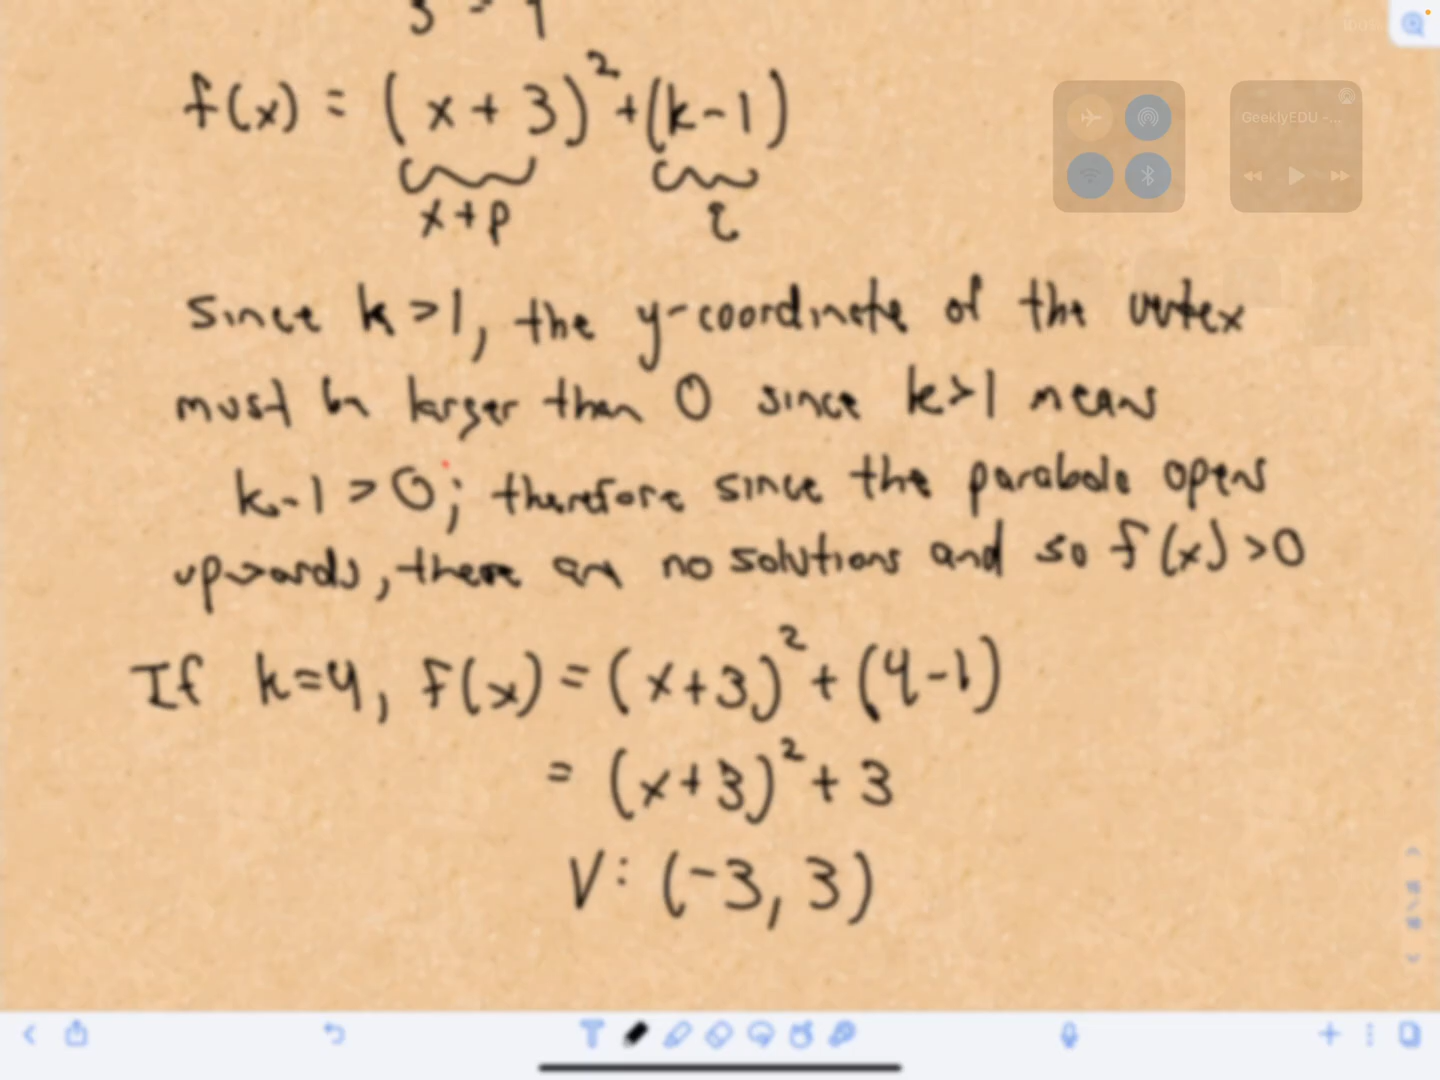 f(x) = (x+3)² + (k-1)
x+p q
Since k>1, the y-coordinate of the vertex
must be larger than 0 since k>1 means
k-1>0; therefore since the parabola opens
upwards, there are no solutions and so f(x)>0
If k=4, f(x) = (x+3)² + (4-1)
= (x+3)² + 3
V: (-3, 3)
GeeklyEDU -...